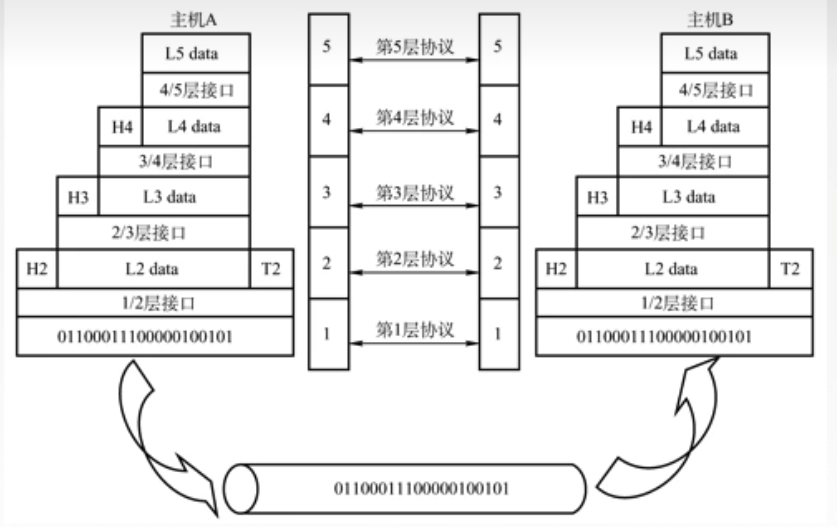 主机A
L5 data
4/5层接口
H4 L4 data
3/4层接口
H3 L3 data
2/3层接口
H2 L2 data T2
1/2层接口
01100011100000100101
5 第5层协议 5
4 第4层协议 4
3 第3层协议 3
2 第2层协议 2
1 第1层协议 1
主机B
L5 data
4/5层接口
H4 L4 data
3/4层接口
H3 L3 data
2/3层接口
H2 L2 data T2
1/2层接口
01100011100000100101
01100011100000100101